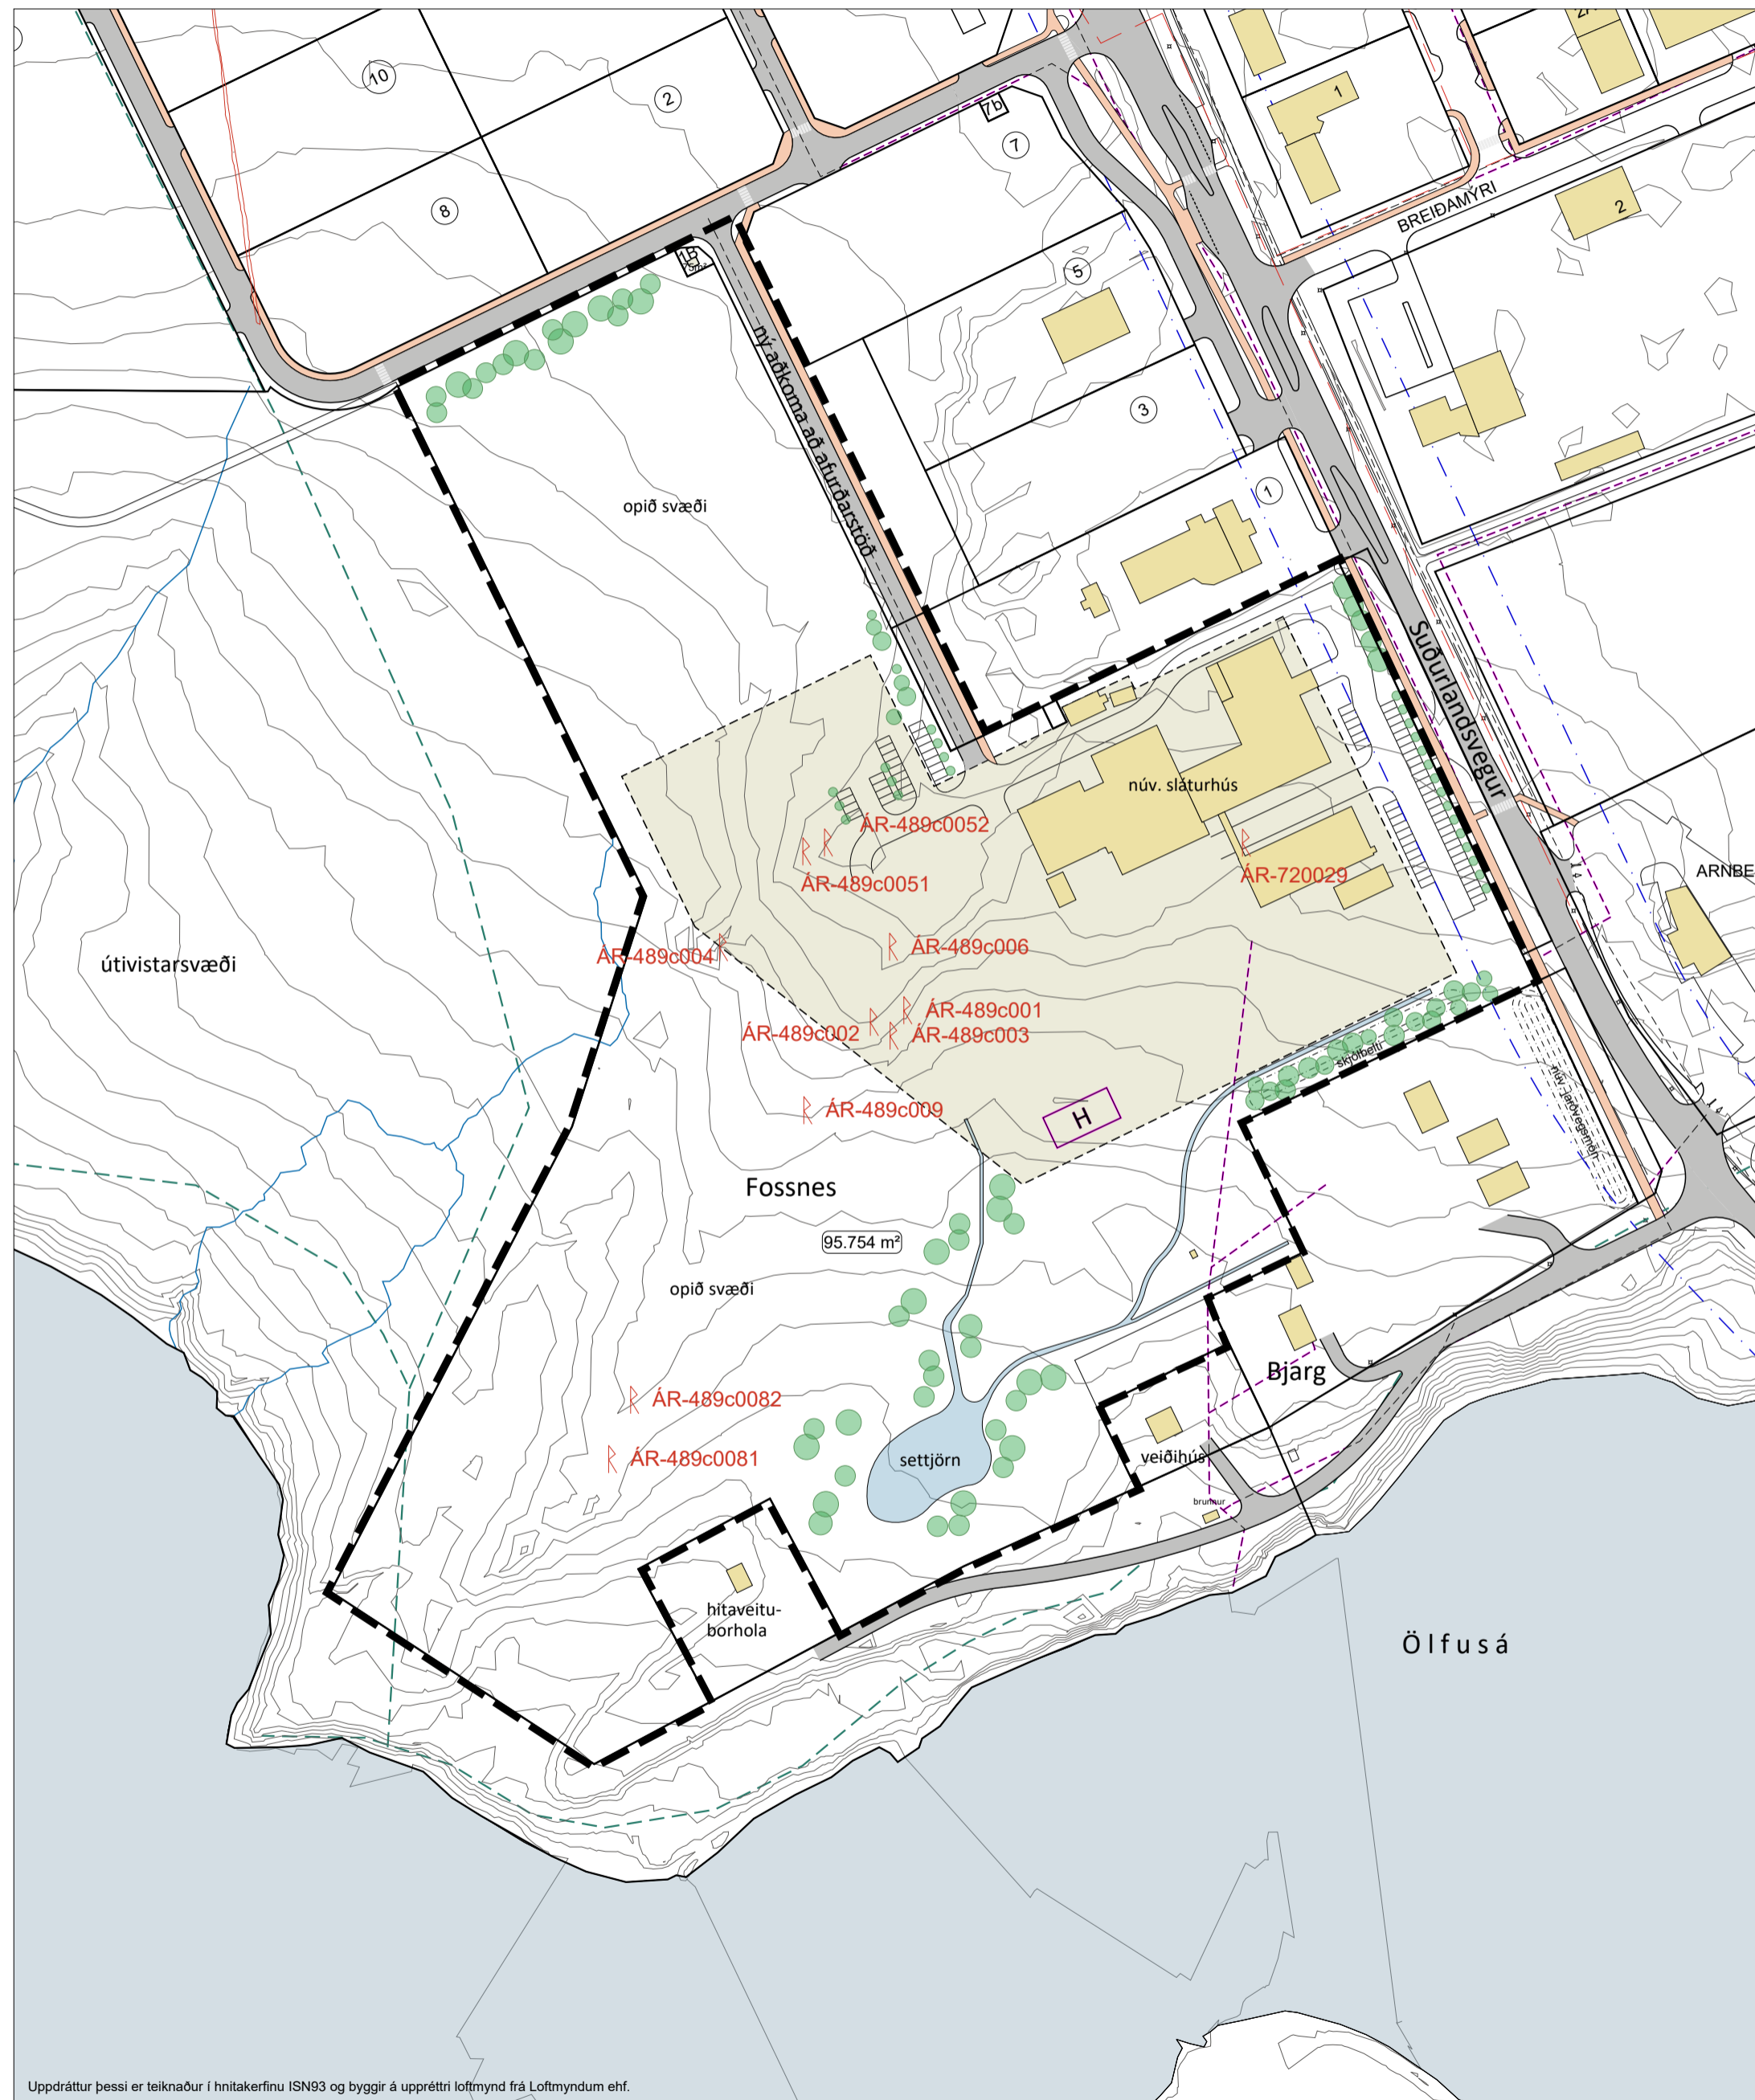 10
2
7b
7
1
2
BREIÐAMÝRI
8
1B
5
ný aðkoma að afurðarstöð
3
opið svæði
1
Suðurlandsvegur
núv. sláturhús
ÁR-489c0052
ÁR-489c0051
ÁR-720029
ARNBE
ÁR-489c006
ÁR-489c004
útivistarsvæði
ÁR-489c001
ÁR-489c002
ÁR-489c003
skjólbelti
ÁR-489c009
H
núv. jarðvegsmön
Fossnes
95.754 m²
opið svæði
Bjarg
ÁR-489c0082
ÁR-489c0081
settjörn
veiðihús
brunnur
hitaveitu-
borhola
Ölfusá
Uppdráttur þessi er teiknaður í hnitakerfinu ISN93 og byggir á uppréttri loftmynd frá Loftmyndum ehf.